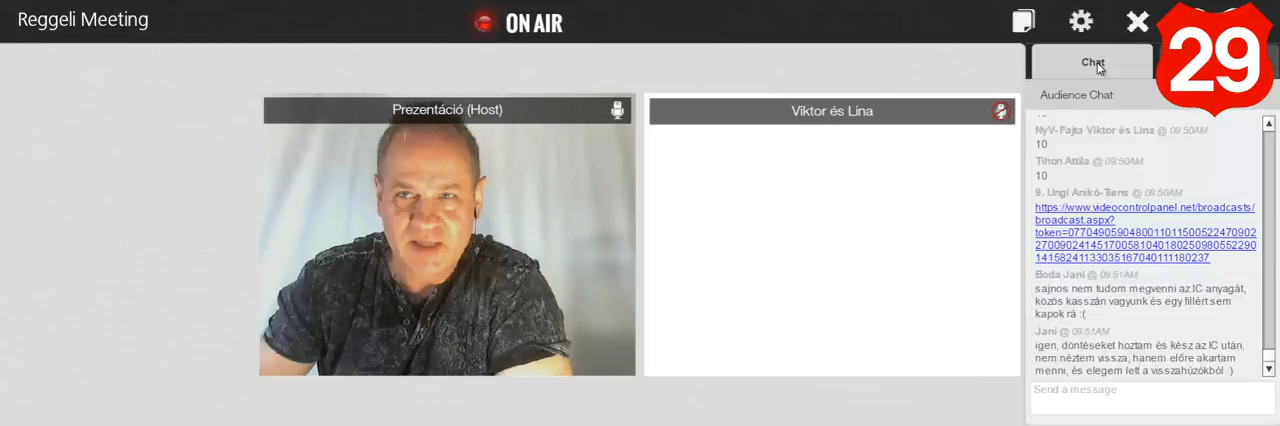 Reggeli Meeting
ON AIR
29
Prezentáció (Host)
Viktor és Lina
Chat
Audience Chat
NyV-Fajta Viktor és Lina @ 09:50AM
10
Tihon Attila @ 09:50AM
10
9. Ungi Anikó-Tiens @ 09:50AM
https://www.videocontrolpanel.net/broadcasts/
broadcast.aspx?
token=0770490590480011011500522470902
270090241451700581040180250980552290
14158241133035167040111180237
Boda Jani @ 09:51AM
sajnos nem tudom megvenni az IC anyagát,
közös kasszán vagyunk és egy fillért sem
kapok rá :(
Jani @ 09:51AM
igen, döntéseket hoztam és kész az IC után,
nem néztem vissza, hanem előre akartam
menni, és elegem lett a visszahúzókból :)
Send a message